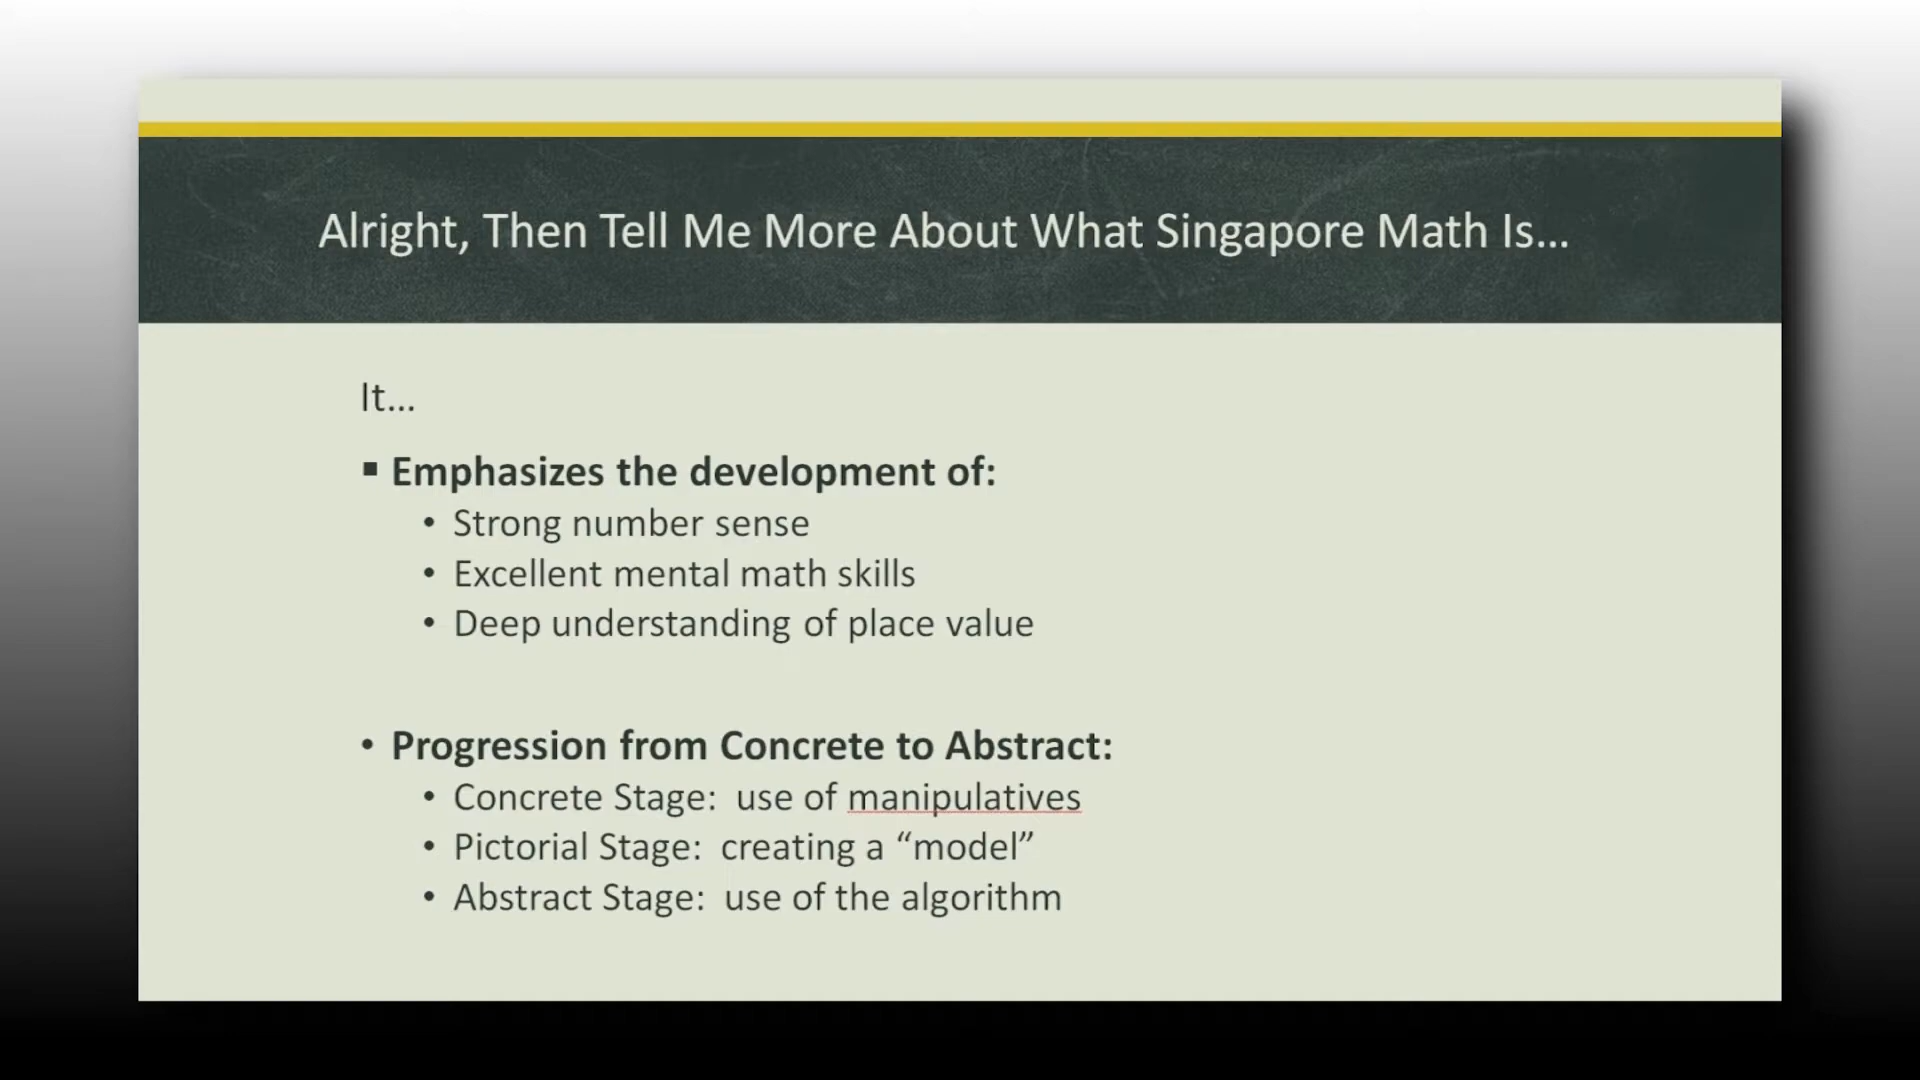 Alright, Then Tell Me More About What Singapore Math Is...
It...
▪ Emphasizes the development of:
• Strong number sense
• Excellent mental math skills
• Deep understanding of place value
• Progression from Concrete to Abstract:
• Concrete Stage:  use of manipulatives
• Pictorial Stage:  creating a “model”
• Abstract Stage:  use of the algorithm